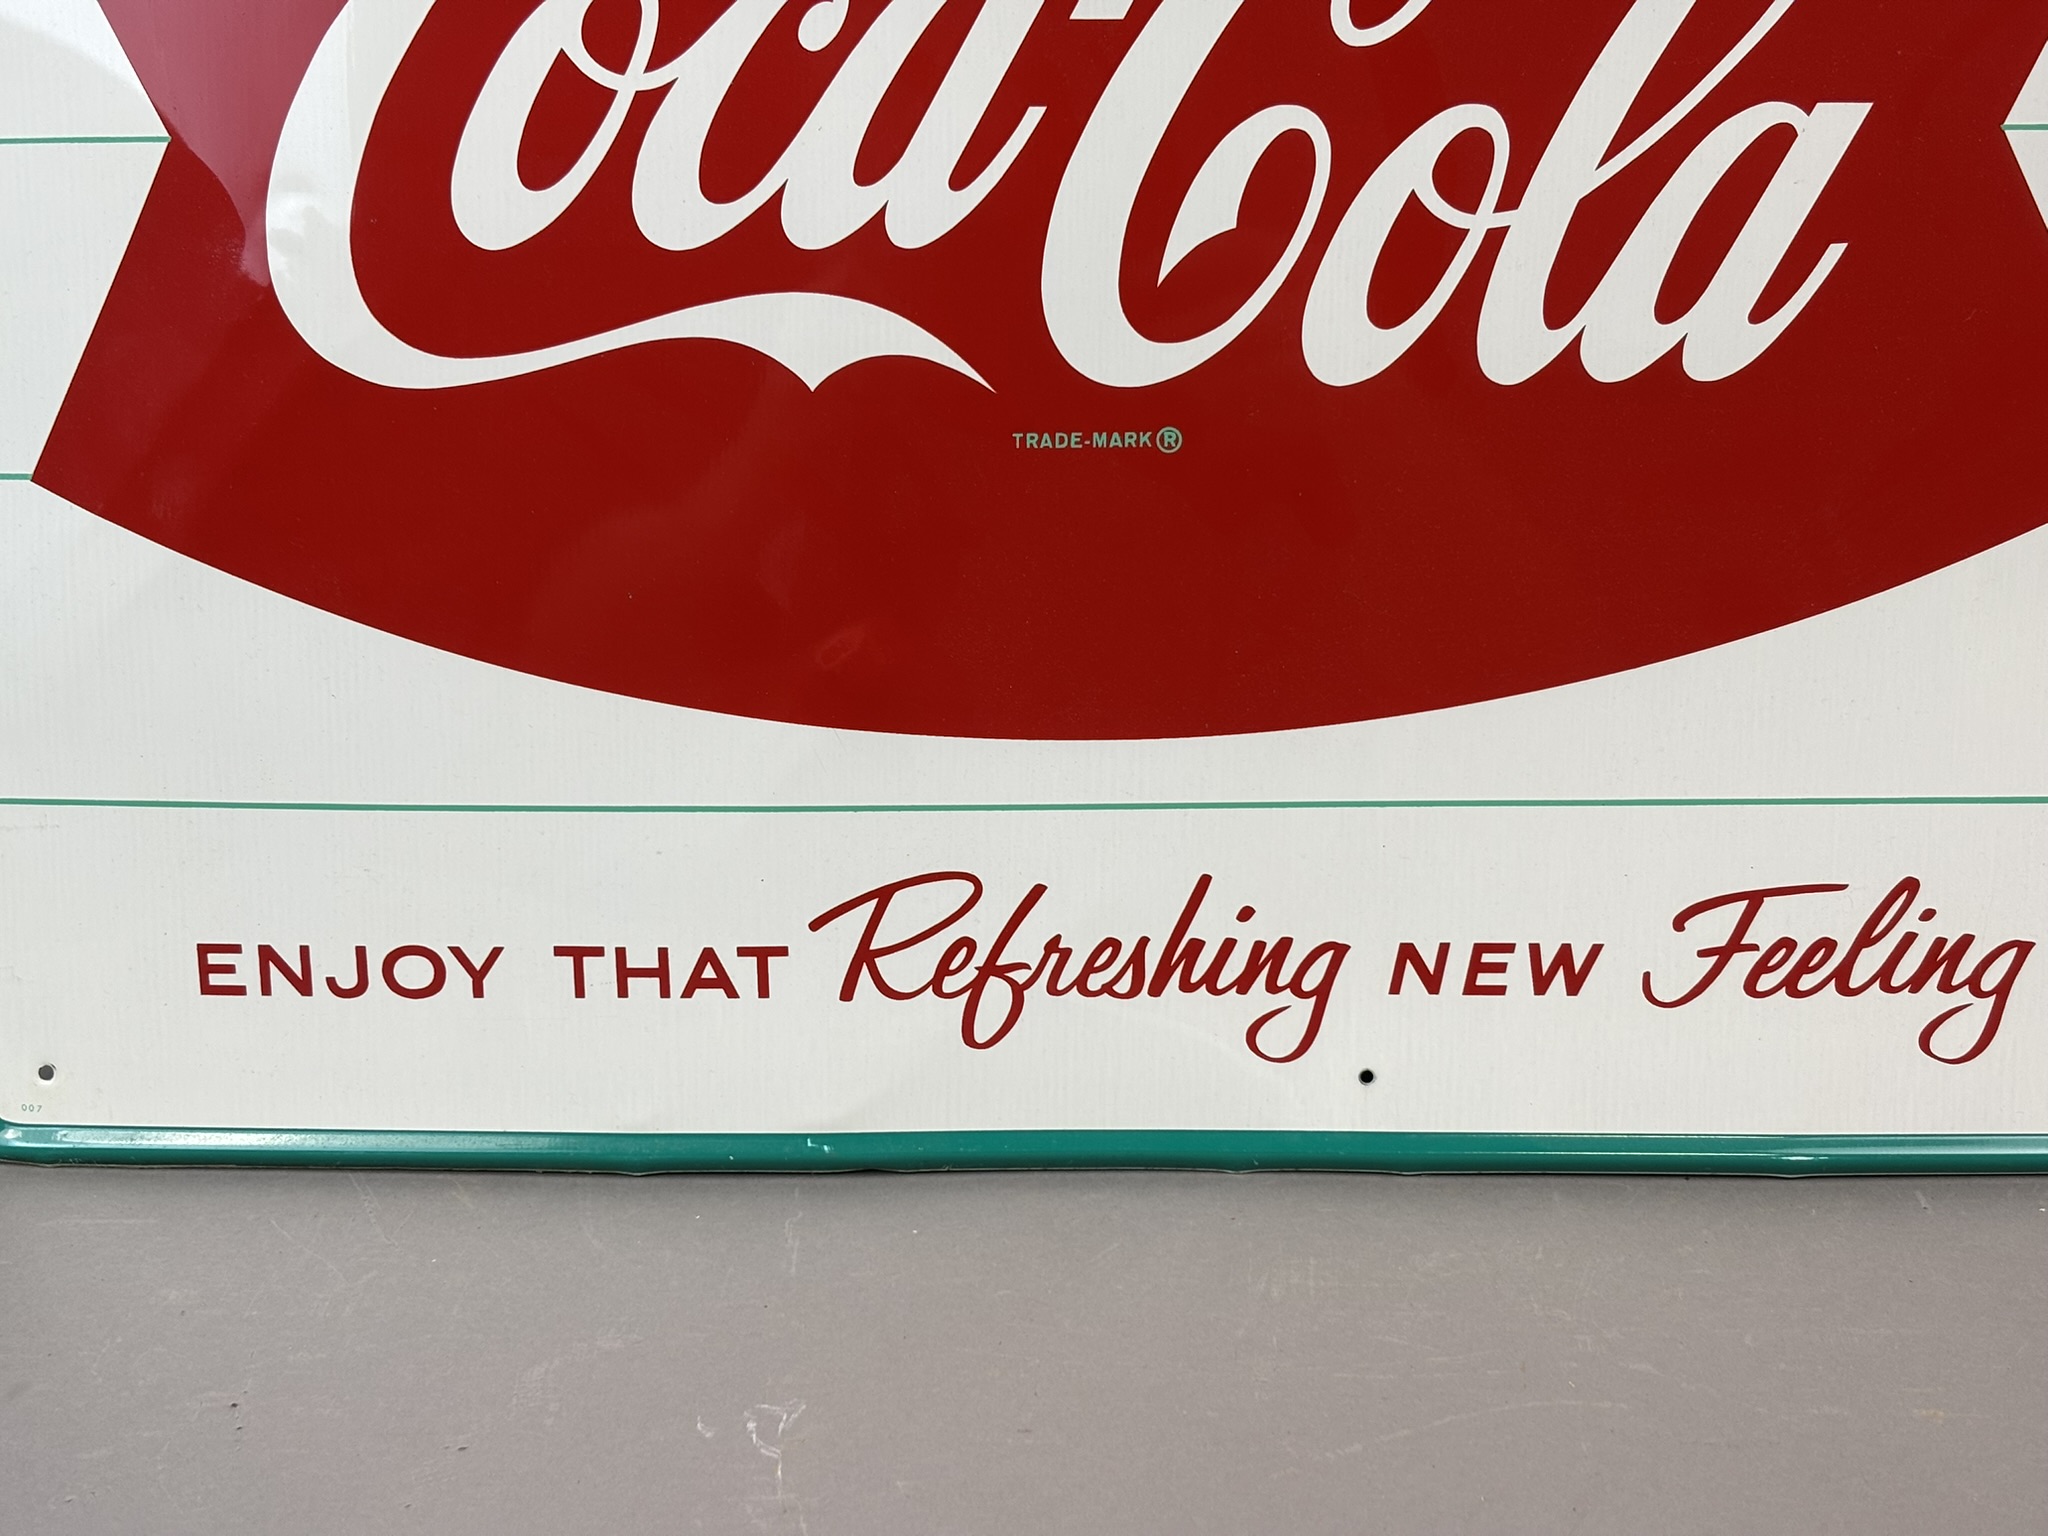 Coca-Cola
TRADE-MARK®
ENJOY THAT Refreshing NEW Feeling
007